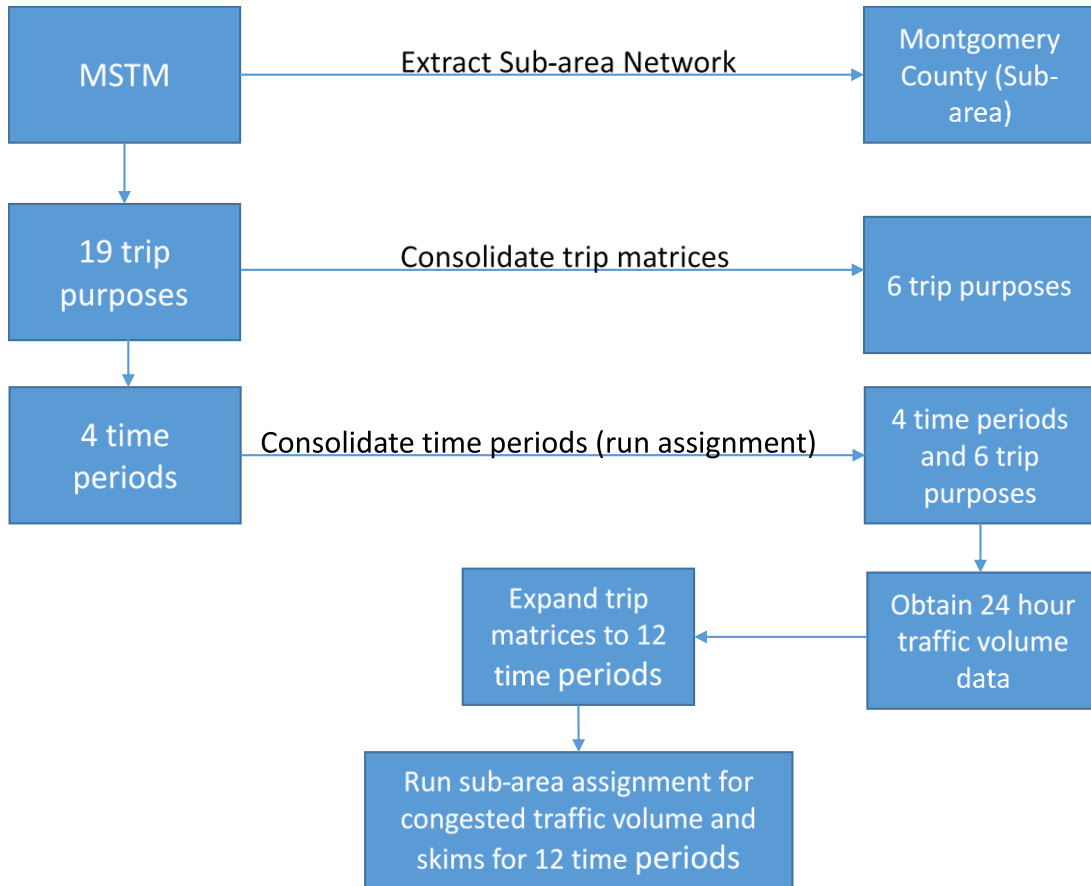 MSTM
Extract Sub-area Network
Montgomery
County (Sub-
area)
19 trip
purposes
Consolidate trip matrices
6 trip purposes
4 time
periods
Consolidate time periods (run assignment)
4 time periods
and 6 trip
purposes
Expand trip
matrices to 12
time periods
Obtain 24 hour
traffic volume
data
Run sub-area assignment for
congested traffic volume and
skims for 12 time periods